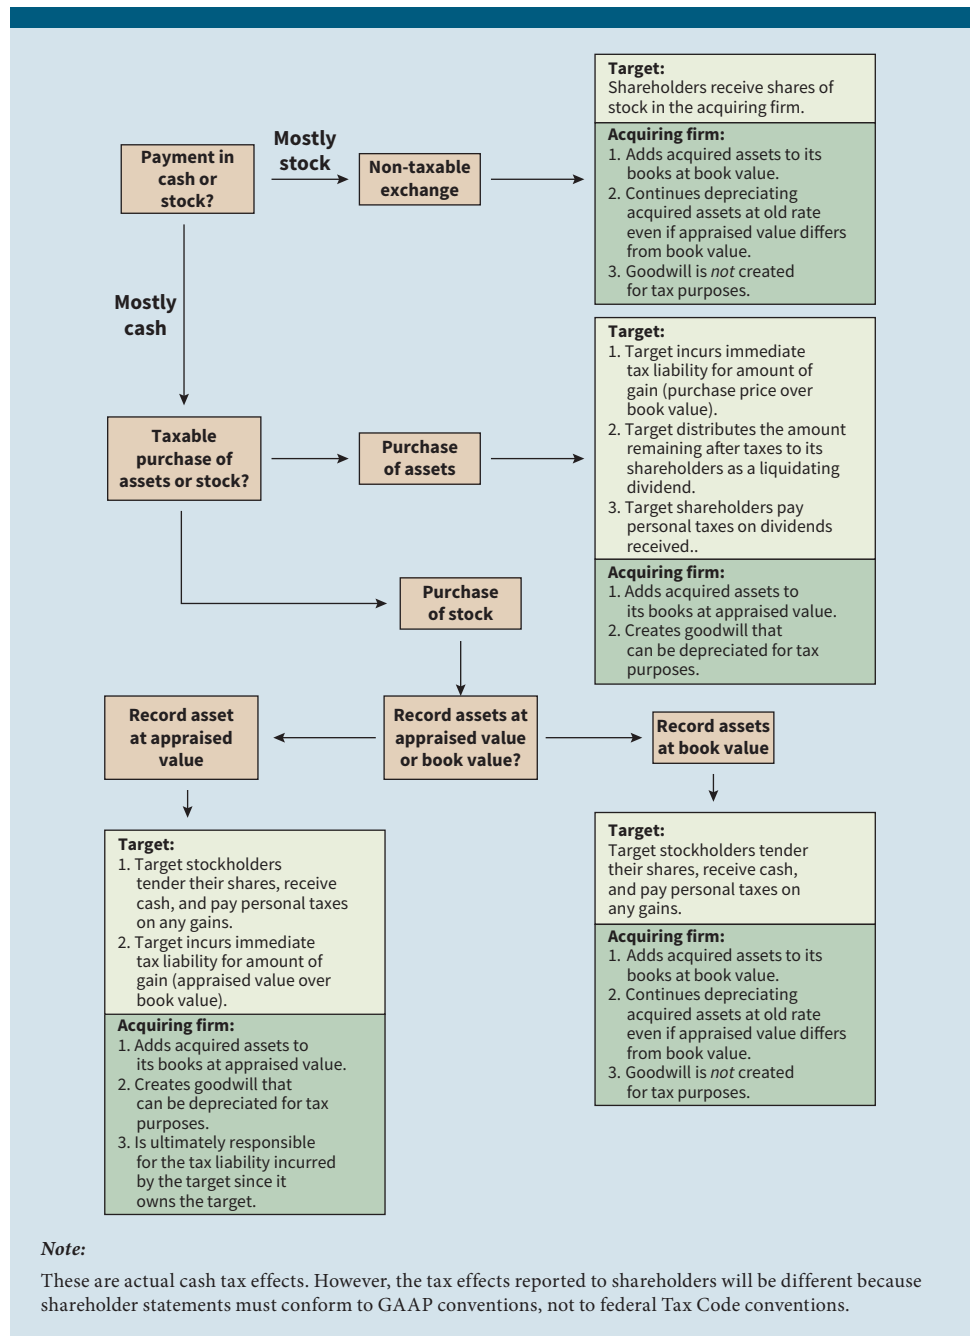 Payment in
cash or
stock?
Mostly
stock
Non-taxable
exchange
Target:
Shareholders receive shares of
stock in the acquiring firm.
Acquiring firm:
1. Adds acquired assets to its
books at book value.
2. Continues depreciating
acquired assets at old rate
even if appraised value differs
from book value.
3. Goodwill is not created
for tax purposes.
Mostly
cash
Taxable
purchase of
assets or stock?
Purchase
of assets
Target:
1. Target incurs immediate
tax liability for amount of
gain (purchase price over
book value).
2. Target distributes the amount
remaining after taxes to its
shareholders as a liquidating
dividend.
3. Target shareholders pay
personal taxes on dividends
received..
Acquiring firm:
1. Adds acquired assets to
its books at appraised value.
2. Creates goodwill that
can be depreciated for tax
purposes.
Purchase
of stock
Record asset
at appraised
value
Record assets at
appraised value
or book value?
Record assets
at book value
Target:
1. Target stockholders
tender their shares, receive
cash, and pay personal taxes
on any gains.
2. Target incurs immediate
tax liability for amount of
gain (appraised value over
book value).
Acquiring firm:
1. Adds acquired assets to
its books at appraised value.
2. Creates goodwill that
can be depreciated for tax
purposes.
3. Is ultimately responsible
for the tax liability incurred
by the target since it
owns the target.
Target:
Target stockholders tender
their shares, receive cash,
and pay personal taxes on
any gains.
Acquiring firm:
1. Adds acquired assets to its
books at book value.
2. Continues depreciating
acquired assets at old rate
even if appraised value differs
from book value.
3. Goodwill is not created
for tax purposes.
Note:
These are actual cash tax effects. However, the tax effects reported to shareholders will be different because
shareholder statements must conform to GAAP conventions, not to federal Tax Code conventions.